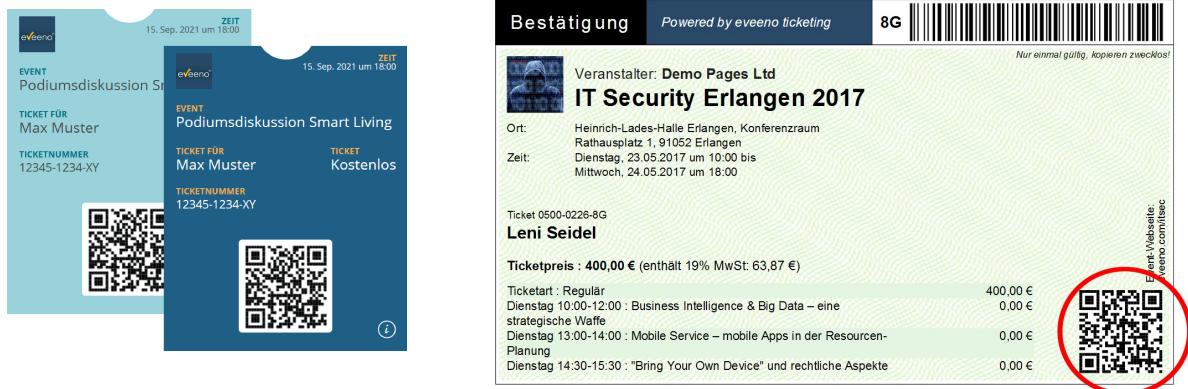 eveeno
ZEIT
15. Sep. 2021 um 18:00
EVENT
Podiumsdiskussion
TICKET FÜR
Max Muster
TICKETNUMMER
12345-1234-XY
eveeno
ZEIT
15. Sep. 2021 um 18:00
EVENT
Podiumsdiskussion Smart Living
TICKET FÜR
TICKET
Max Muster
Kostenlos
TICKETNUMMER
12345-1234-XY
Bestätigung
Powered by eveeno ticketing
8G
Nur einmal gültig, kopieren zwecklos!
Veranstalter: Demo Pages Ltd
IT Security Erlangen 2017
Ort:
Heinrich-Lades-Halle Erlangen, Konferenzraum
Rathausplatz 1, 91052 Erlangen
Zeit:
Dienstag, 23.05.2017 um 10:00 bis
Mittwoch, 24.05.2017 um 18:00
Ticket 0500-0226-8G
Leni Seidel
Ticketpreis : 400,00 € (enthält 19% MwSt: 63,87 €)
Ticketart : Regulär 400,00 €
Dienstag 10:00-12:00 : Business Intelligence & Big Data – eine 0,00 €
strategische Waffe
Dienstag 13:00-14:00 : Mobile Service – mobile Apps in der Resourcen- 0,00 €
Planung
Dienstag 14:30-15:30 : "Bring Your Own Device" und rechtliche Aspekte 0,00 €
Event-Webseite:
eveeno.com/itsec